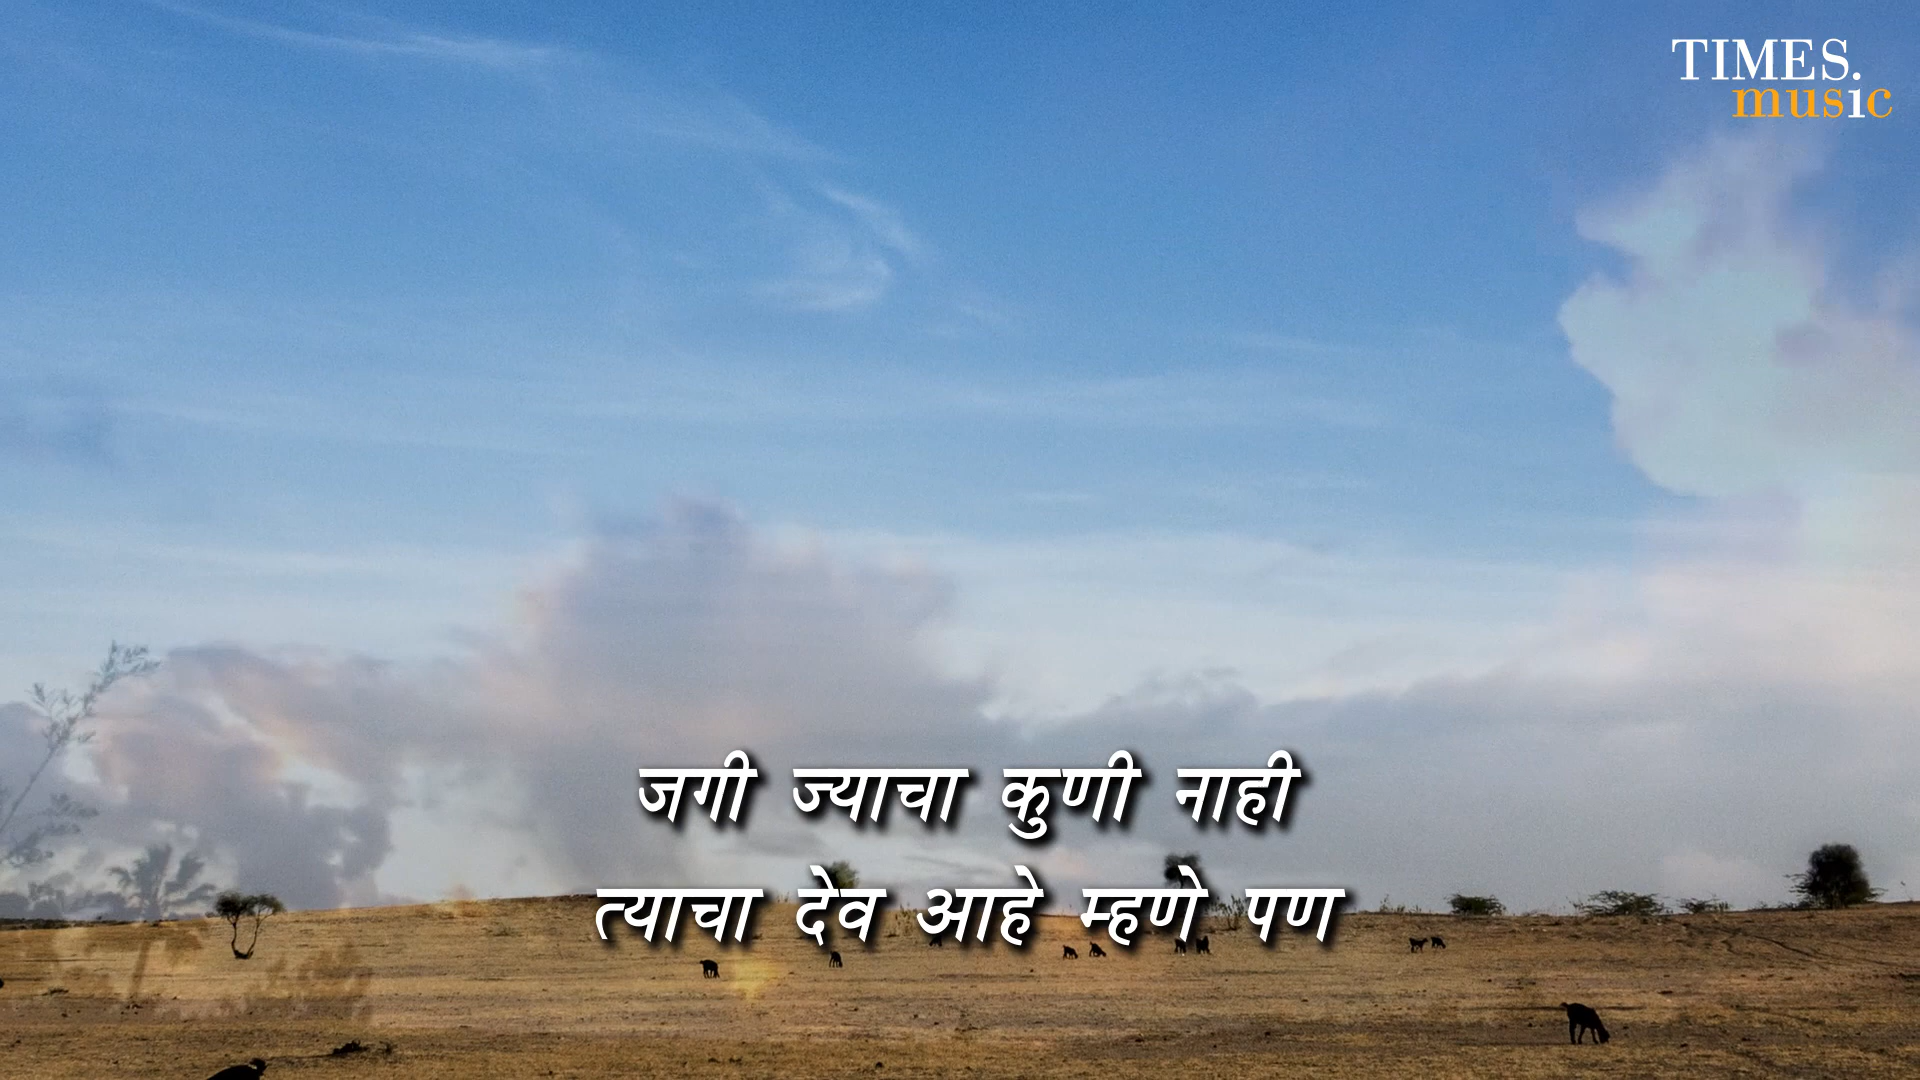 TIMES.
music
जगी ज्याचा कुणी नाही
त्याचा देव आहे म्हणे पण